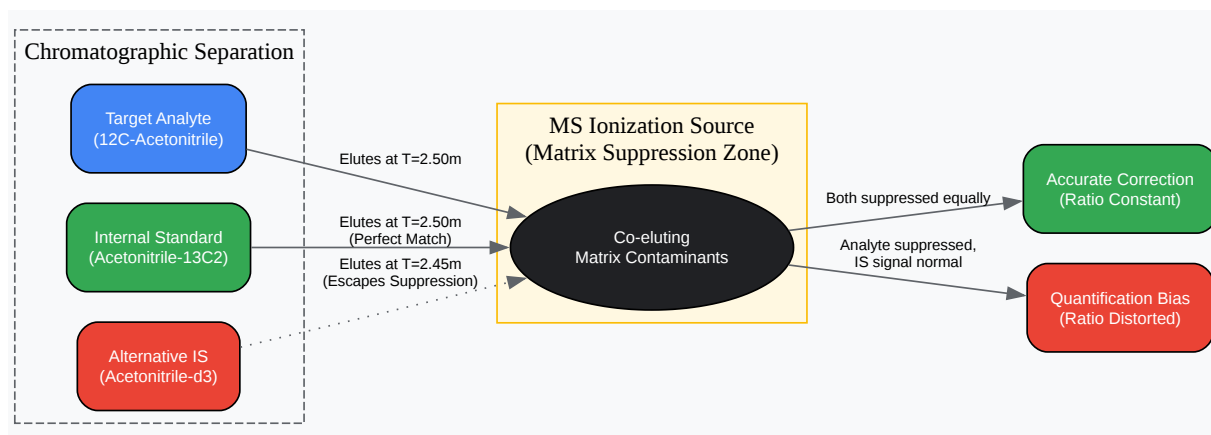 Chromatographic Separation
Target Analyte
(12C-Acetonitrile)
Internal Standard
(Acetonitrile-13C2)
Alternative IS
(Acetonitrile-d3)
Elutes at T=2.50m
Elutes at T=2.50m
(Perfect Match)
Elutes at T=2.45m
(Escapes Suppression)
MS Ionization Source
(Matrix Suppression Zone)
Co-eluting
Matrix Contaminants
Both suppressed equally
Analyte suppressed,
IS signal normal
Accurate Correction
(Ratio Constant)
Quantification Bias
(Ratio Distorted)